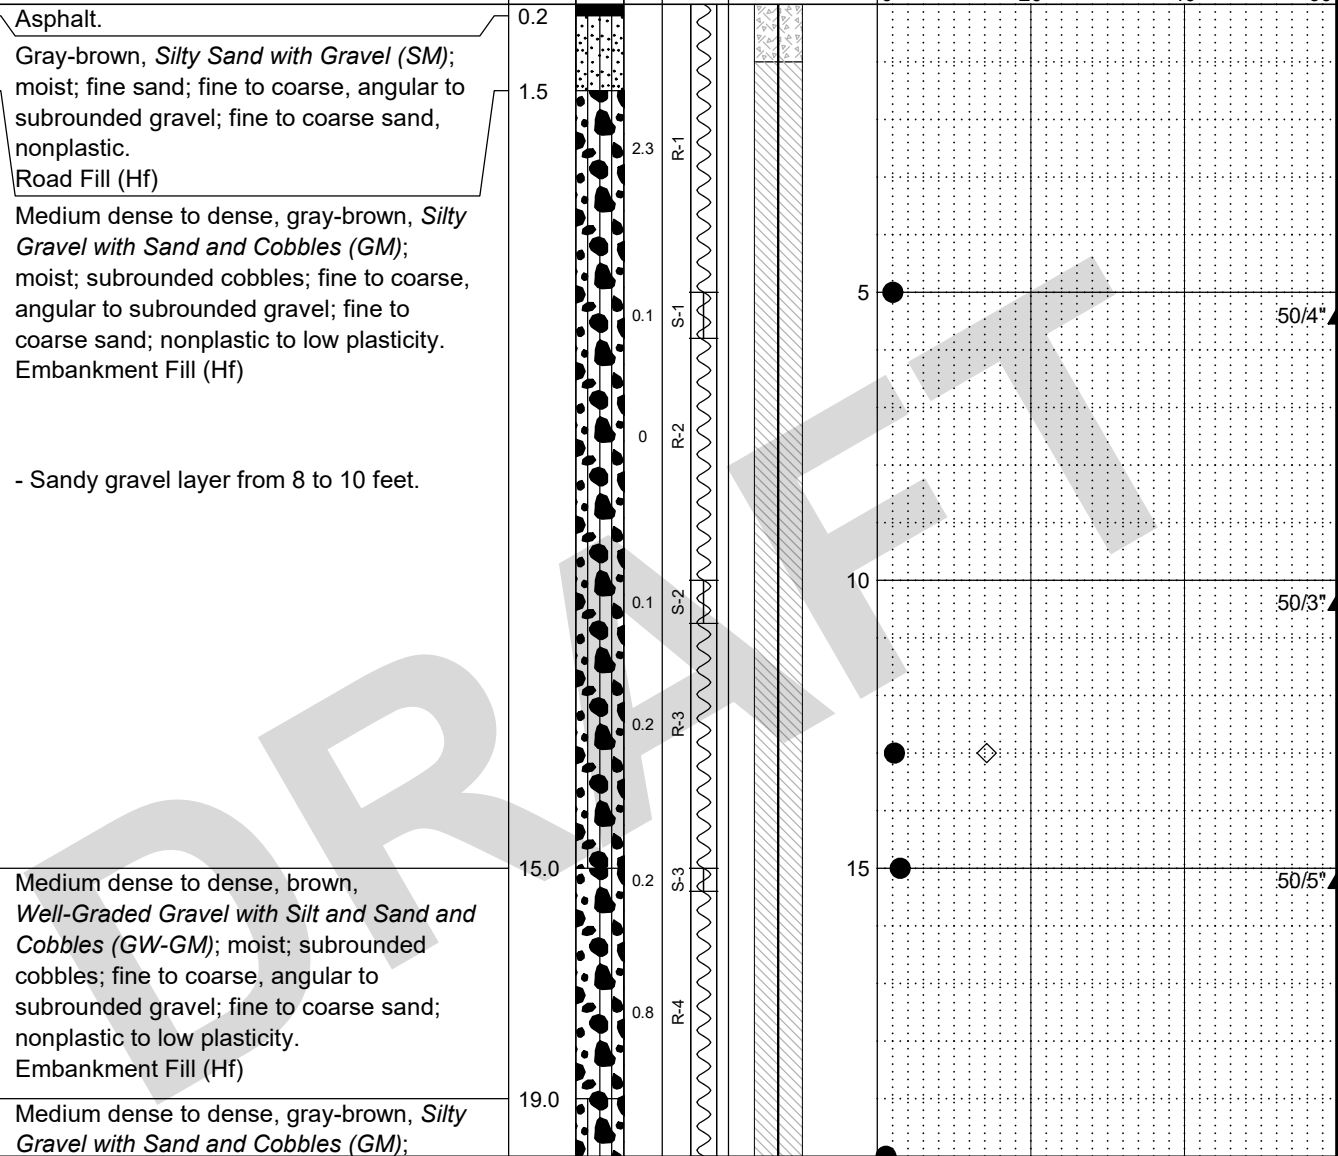 Asphalt.
Gray-brown, Silty Sand with Gravel (SM);
moist; fine sand; fine to coarse, angular to
subrounded gravel; fine to coarse sand,
nonplastic.
Road Fill (Hf)
Medium dense to dense, gray-brown, Silty
Gravel with Sand and Cobbles (GM);
moist; subrounded cobbles; fine to coarse,
angular to subrounded gravel; fine to
coarse sand; nonplastic to low plasticity.
Embankment Fill (Hf)
- Sandy gravel layer from 8 to 10 feet.
Medium dense to dense, brown,
Well-Graded Gravel with Silt and Sand and
Cobbles (GW-GM); moist; subrounded
cobbles; fine to coarse, angular to
subrounded gravel; fine to coarse sand;
nonplastic to low plasticity.
Embankment Fill (Hf)
Medium dense to dense, gray-brown, Silty
Gravel with Sand and Cobbles (GM);
0.2
1.5
15.0
19.0
2.3
0.1
0
0.1
0.2
0.2
0.8
R-1
S-1
R-2
S-2
R-3
S-3
R-4
5
10
15
50/4"
50/3"
50/5"
DRAFT